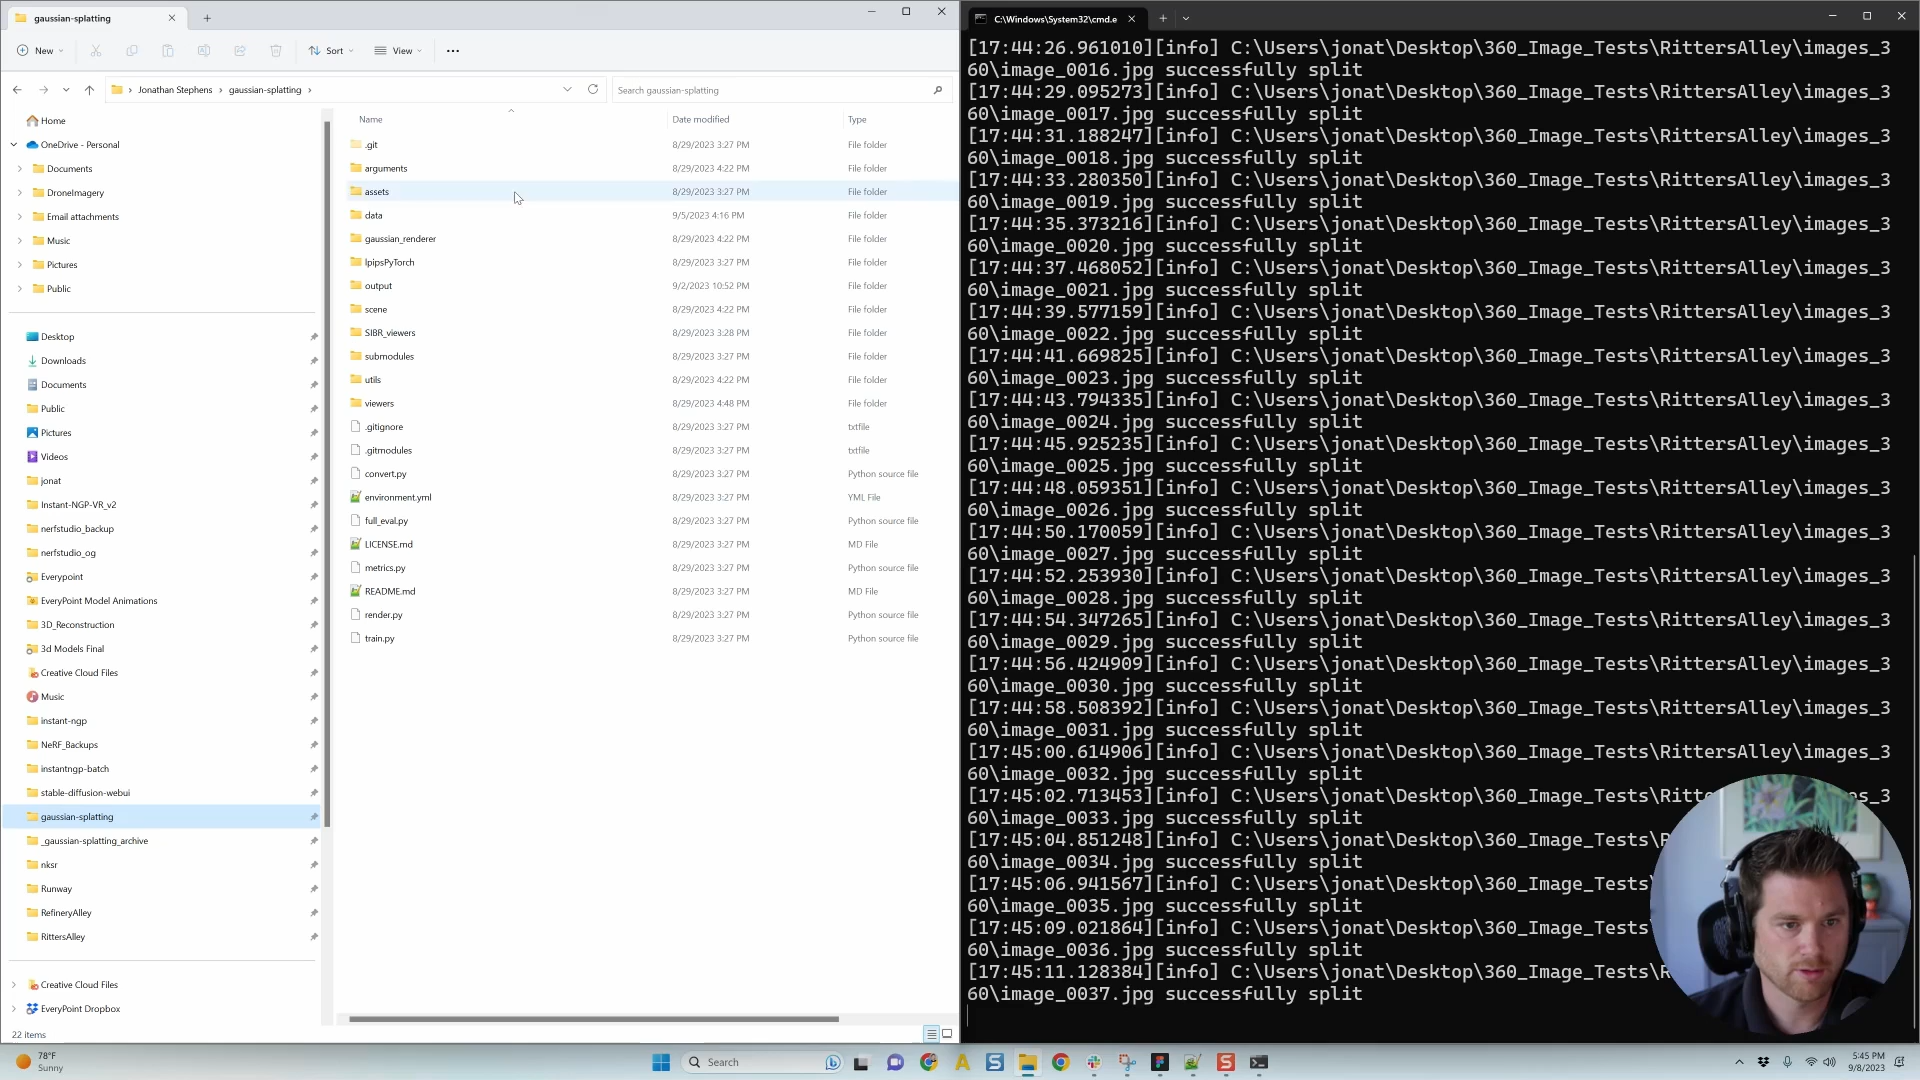 gaussian-splatting
New
Sort
View
Jonathan Stephens
gaussian-splatting
Search gaussian-splatting
Home
OneDrive - Personal
Documents
DroneImagery
Email attachments
Music
Pictures
Public
Desktop
Downloads
Documents
Public
Pictures
Videos
jonat
Instant-NGP-VR_v2
nerfstudio_backup
nerfstudio_og
Everypoint
EveryPoint Model Animations
3D_Reconstruction
3d Models Final
Creative Cloud Files
Music
instant-ngp
NeRF_Backups
instantngp-batch
stable-diffusion-webui
gaussian-splatting
_gaussian-splatting_archive
nksr
Runway
RefineryAlley
RittersAlley
Creative Cloud Files
EveryPoint Dropbox
22 items
Name Date modified Type
.git 8/29/2023 3:27 PM File folder
arguments 8/29/2023 4:22 PM File folder
assets 8/29/2023 3:27 PM File folder
data 9/5/2023 4:16 PM File folder
gaussian_renderer 8/29/2023 4:22 PM File folder
lpipsPyTorch 8/29/2023 3:27 PM File folder
output 9/2/2023 10:52 PM File folder
scene 8/29/2023 4:22 PM File folder
SIBR_viewers 8/29/2023 3:28 PM File folder
submodules 8/29/2023 3:27 PM File folder
utils 8/29/2023 4:22 PM File folder
viewers 8/29/2023 4:48 PM File folder
.gitignore 8/29/2023 3:27 PM txtfile
.gitmodules 8/29/2023 3:27 PM txtfile
convert.py 8/29/2023 3:27 PM Python source file
environment.yml 8/29/2023 3:27 PM YML File
full_eval.py 8/29/2023 3:27 PM Python source file
LICENSE.md 8/29/2023 3:27 PM MD File
metrics.py 8/29/2023 3:27 PM Python source file
README.md 8/29/2023 3:27 PM MD File
render.py 8/29/2023 3:27 PM Python source file
train.py 8/29/2023 3:27 PM Python source file
C:\Windows\System32\cmd.e
[17:44:26.961010][info] C:\Users\jonat\Desktop\360_Image_Tests\RittersAlley\images_3
60\image_0016.jpg successfully split
[17:44:29.095273][info] C:\Users\jonat\Desktop\360_Image_Tests\RittersAlley\images_3
60\image_0017.jpg successfully split
[17:44:31.188247][info] C:\Users\jonat\Desktop\360_Image_Tests\RittersAlley\images_3
60\image_0018.jpg successfully split
[17:44:33.280350][info] C:\Users\jonat\Desktop\360_Image_Tests\RittersAlley\images_3
60\image_0019.jpg successfully split
[17:44:35.373216][info] C:\Users\jonat\Desktop\360_Image_Tests\RittersAlley\images_3
60\image_0020.jpg successfully split
[17:44:37.468052][info] C:\Users\jonat\Desktop\360_Image_Tests\RittersAlley\images_3
60\image_0021.jpg successfully split
[17:44:39.577159][info] C:\Users\jonat\Desktop\360_Image_Tests\RittersAlley\images_3
60\image_0022.jpg successfully split
[17:44:41.669825][info] C:\Users\jonat\Desktop\360_Image_Tests\RittersAlley\images_3
60\image_0023.jpg successfully split
[17:44:43.794335][info] C:\Users\jonat\Desktop\360_Image_Tests\RittersAlley\images_3
60\image_0024.jpg successfully split
[17:44:45.925235][info] C:\Users\jonat\Desktop\360_Image_Tests\RittersAlley\images_3
60\image_0025.jpg successfully split
[17:44:48.059351][info] C:\Users\jonat\Desktop\360_Image_Tests\RittersAlley\images_3
60\image_0026.jpg successfully split
[17:44:50.170059][info] C:\Users\jonat\Desktop\360_Image_Tests\RittersAlley\images_3
60\image_0027.jpg successfully split
[17:44:52.253930][info] C:\Users\jonat\Desktop\360_Image_Tests\RittersAlley\images_3
60\image_0028.jpg successfully split
[17:44:54.347265][info] C:\Users\jonat\Desktop\360_Image_Tests\RittersAlley\images_3
60\image_0029.jpg successfully split
[17:44:56.424909][info] C:\Users\jonat\Desktop\360_Image_Tests\RittersAlley\images_3
60\image_0030.jpg successfully split
[17:44:58.508392][info] C:\Users\jonat\Desktop\360_Image_Tests\RittersAlley\images_3
60\image_0031.jpg successfully split
[17:45:00.614906][info] C:\Users\jonat\Desktop\360_Image_Tests\RittersAlley\images_3
60\image_0032.jpg successfully split
[17:45:02.713453][info] C:\Users\jonat\Desktop\360_Image_Tests\Ritte s_3
60\image_0033.jpg successfully split
[17:45:04.851248][info] C:\Users\jonat\Desktop\360_Image_Tests\R
60\image_0034.jpg successfully split
[17:45:06.941567][info] C:\Users\jonat\Desktop\360_Image_Tests\
60\image_0035.jpg successfully split
[17:45:09.021864][info] C:\Users\jonat\Desktop\360_Image_Tests\
60\image_0036.jpg successfully split
[17:45:11.128384][info] C:\Users\jonat\Desktop\360_Image_Tests\R
60\image_0037.jpg successfully split
78°F
Sunny
Search
5:45 PM
9/8/2023